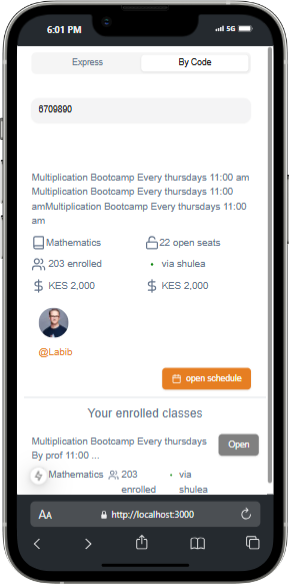 6:01 PM 5G
Express By Code
6709890
Multiplication Bootcamp Every thursdays 11:00 am
Multiplication Bootcamp Every thursdays 11:00
amMultiplication Bootcamp Every thursdays 11:00
am
Mathematics 22 open seats
203 enrolled • via shulea
$ KES 2,000 $ KES 2,000
@Labib
open schedule
Your enrolled classes
Multiplication Bootcamp Every thursdays Open
By prof 11:00 ...
Mathematics 203 • via
enrolled shulea
AA http://localhost:3000